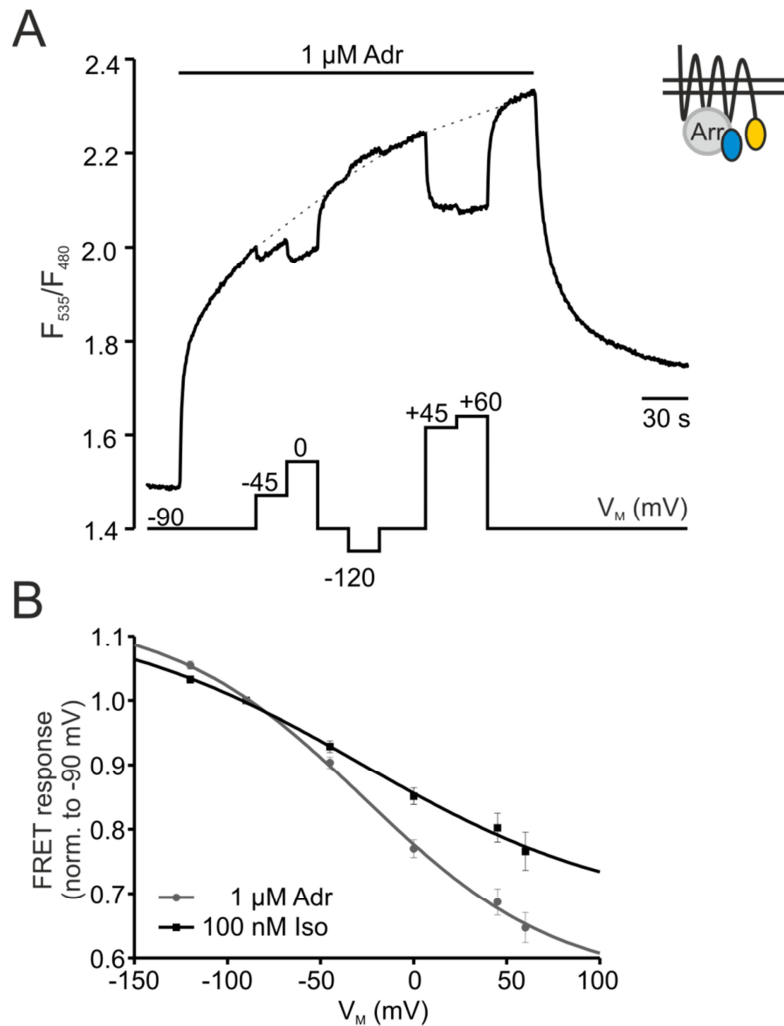 A
1 µM Adr
2.4
2.2
2.0
1.8
1.6
1.4
F535/F480
Arr
30 s
-90
-45
0
-120
+45
+60
VM (mV)
B
1.1
1.0
0.9
0.8
0.7
0.6
FRET response
(norm. to -90 mV)
1 µM Adr
100 nM Iso
-150
-100
-50
0
50
100
VM (mV)